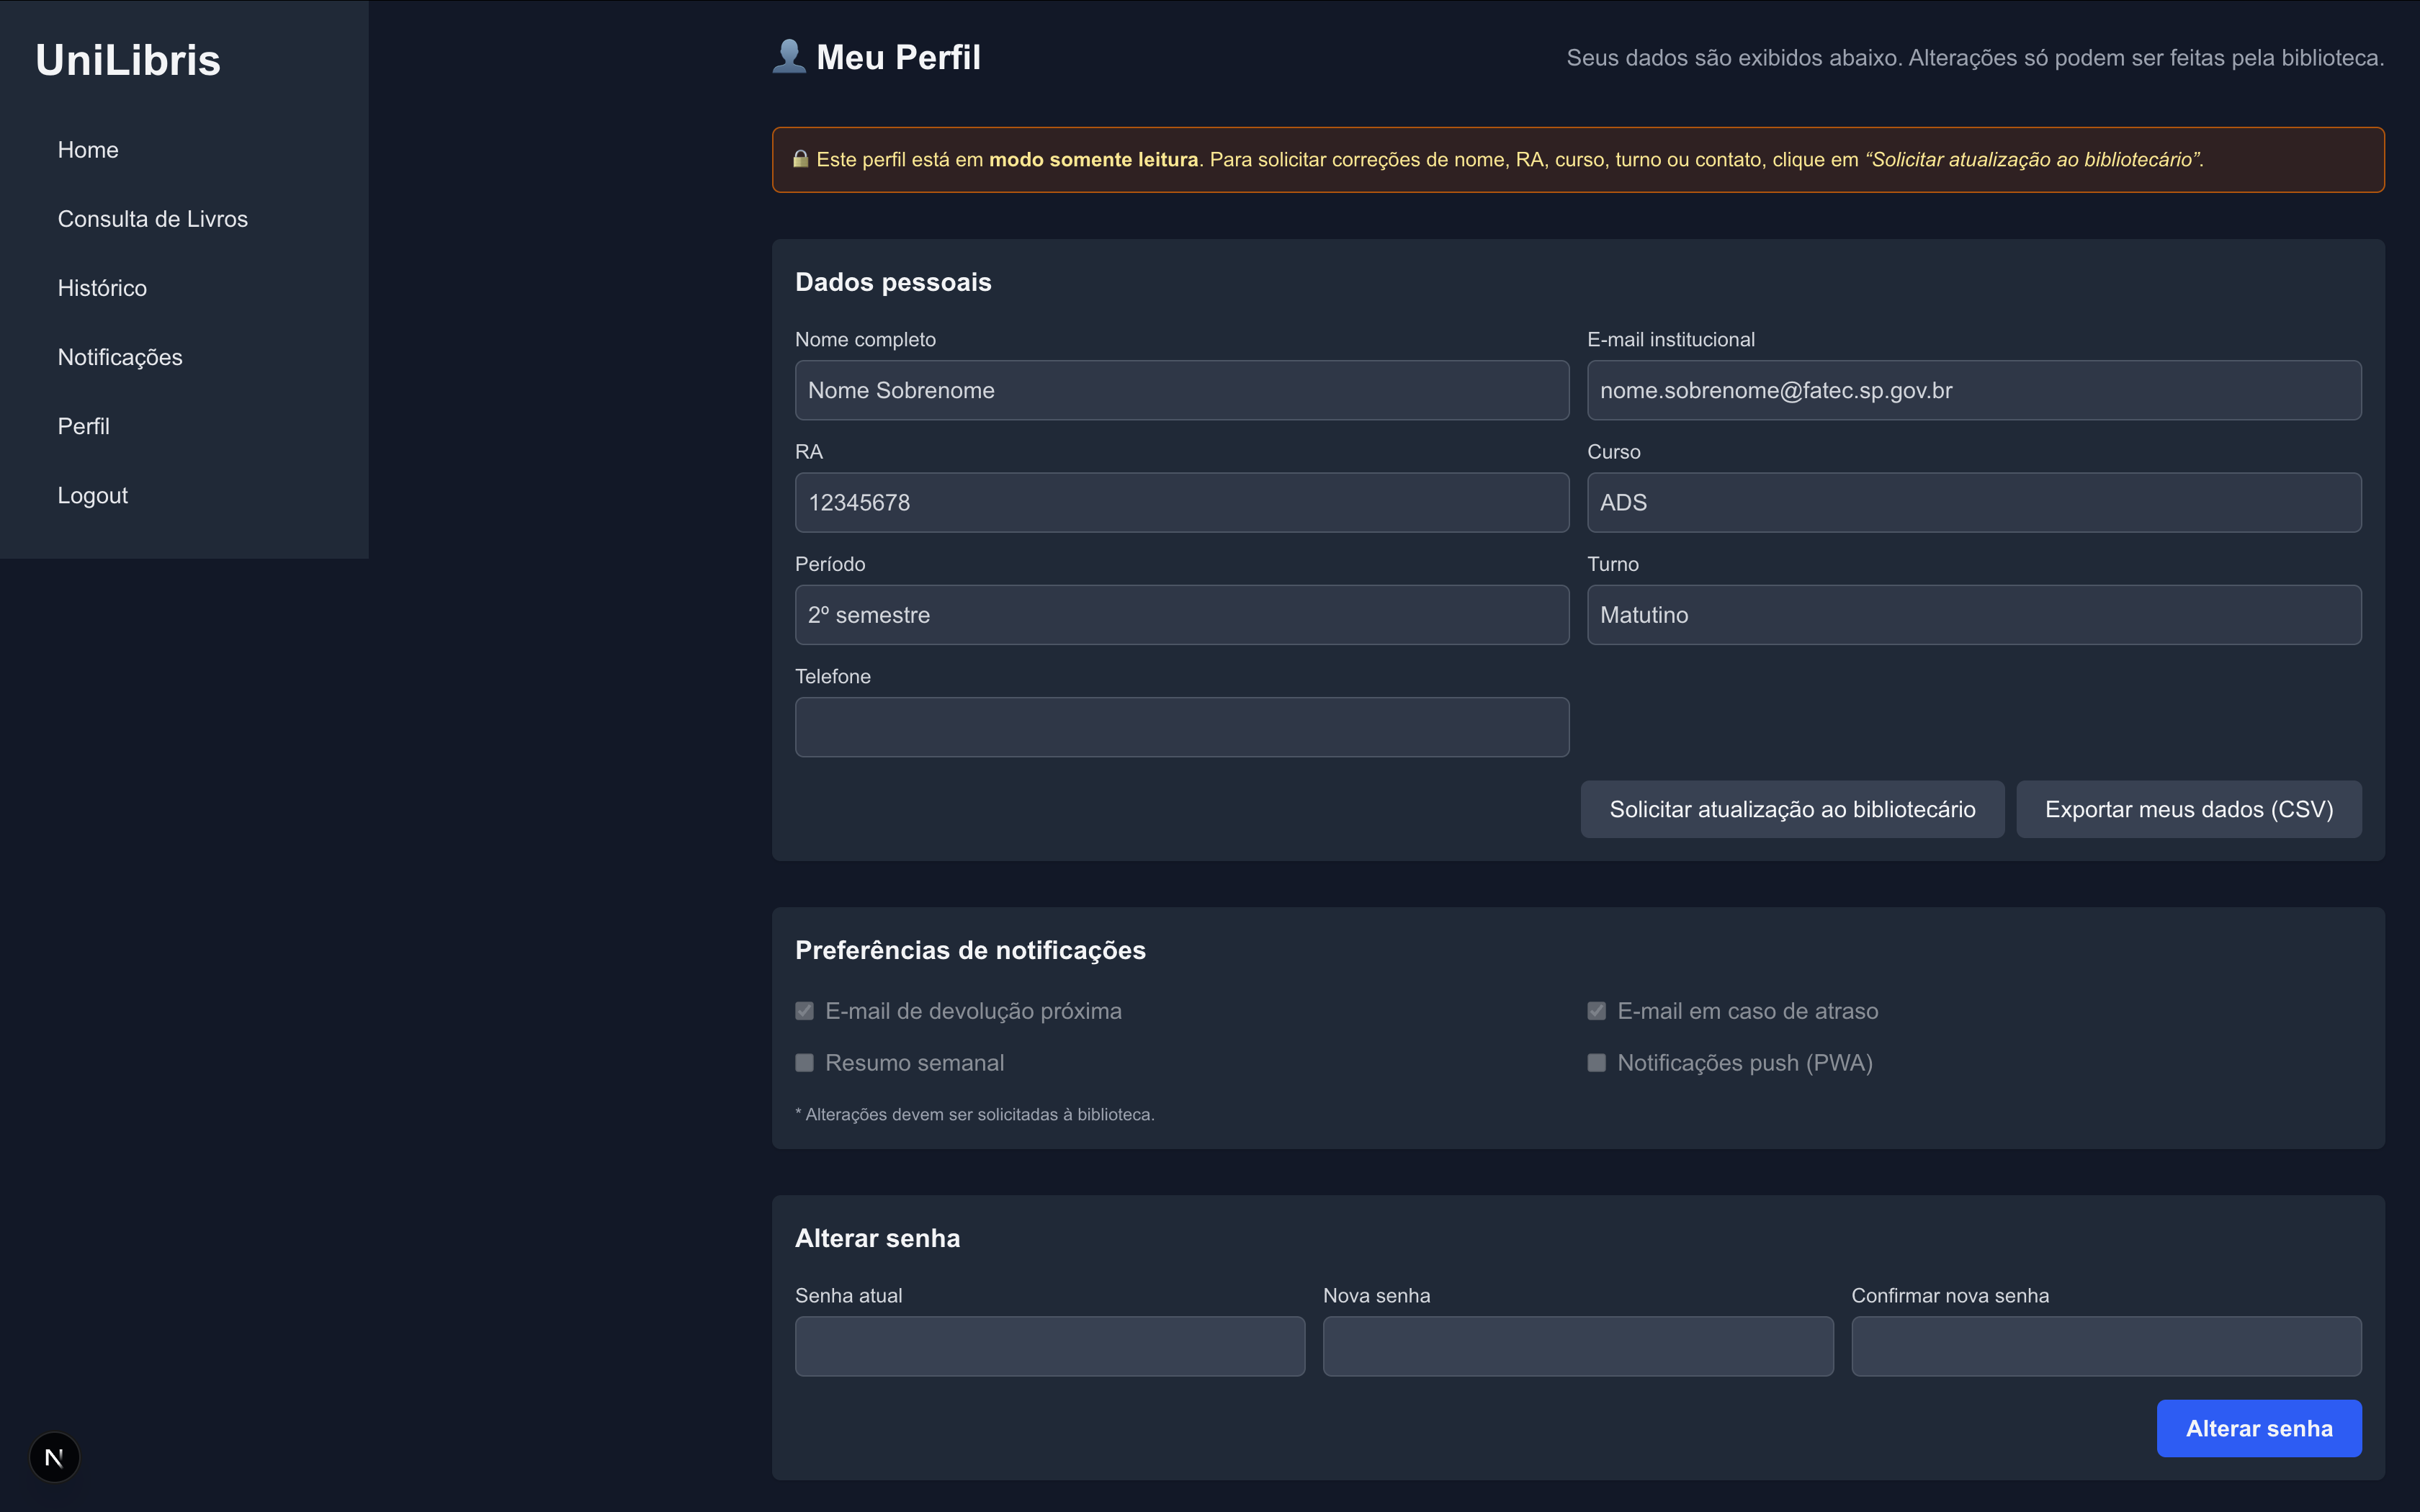 UniLibris
Home
Consulta de Livros
Histórico
Notificações
Perfil
Logout
Meu Perfil
Seus dados são exibidos abaixo. Alterações só podem ser feitas pela biblioteca.
Este perfil está em modo somente leitura. Para solicitar correções de nome, RA, curso, turno ou contato, clique em “Solicitar atualização ao bibliotecário”.
Dados pessoais
Nome completo
Nome Sobrenome
E-mail institucional
nome.sobrenome@fatec.sp.gov.br
RA
12345678
Curso
ADS
Período
2º semestre
Turno
Matutino
Telefone
Solicitar atualização ao bibliotecário
Exportar meus dados (CSV)
Preferências de notificações
E-mail de devolução próxima
E-mail em caso de atraso
Resumo semanal
Notificações push (PWA)
* Alterações devem ser solicitadas à biblioteca.
Alterar senha
Senha atual
Nova senha
Confirmar nova senha
Alterar senha
N